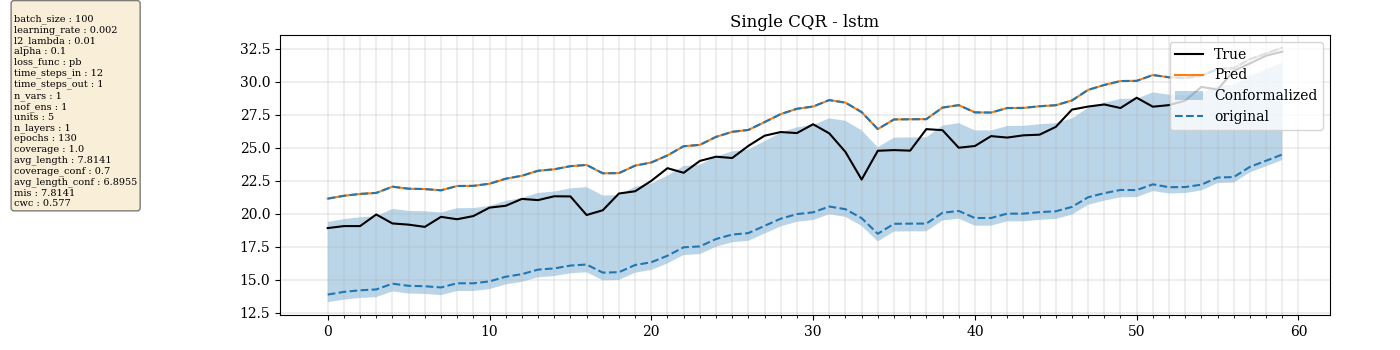 batch_size : 100
learning_rate : 0.002
l2_lambda : 0.01
alpha : 0.1
loss_func : pb
time_steps_in : 12
time_steps_out : 1
n_vars : 1
nof_ens : 1
units : 5
n_layers : 1
epochs : 130
coverage : 1.0
avg_length : 7.8141
coverage_conf : 0.7
avg_length_conf : 6.8955
mis : 7.8141
cwc : 0.577
Single CQR - lstm
32.5
30.0
27.5
25.0
22.5
20.0
17.5
15.0
12.5
True
Pred
Conformalized
original
0 10 20 30 40 50 60